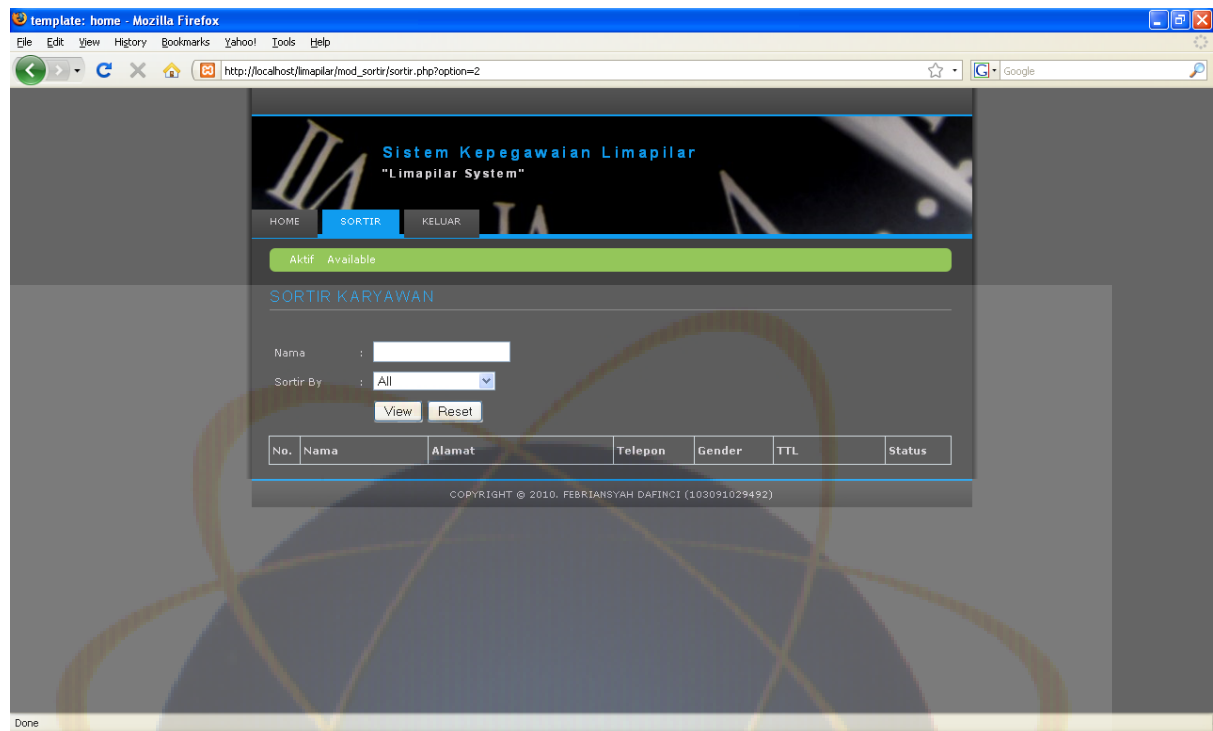 template: home - Mozilla Firefox
File Edit View History Bookmarks Yahoo! Tools Help
http://localhost/limapilar/mod_sortir/sortir.php?option=2
G Google
Sistem Kepegawaian Limapilar
"Limapilar System"
HOME SORTIR KELUAR
Aktif Available
SORTIR KARYAWAN
Nama :
Sortir By : All
View Reset
No. Nama Alamat Telepon Gender TTL Status
COPYRIGHT @ 2010. FEBRIANSYAH DAFINCI (103091029492)
Done